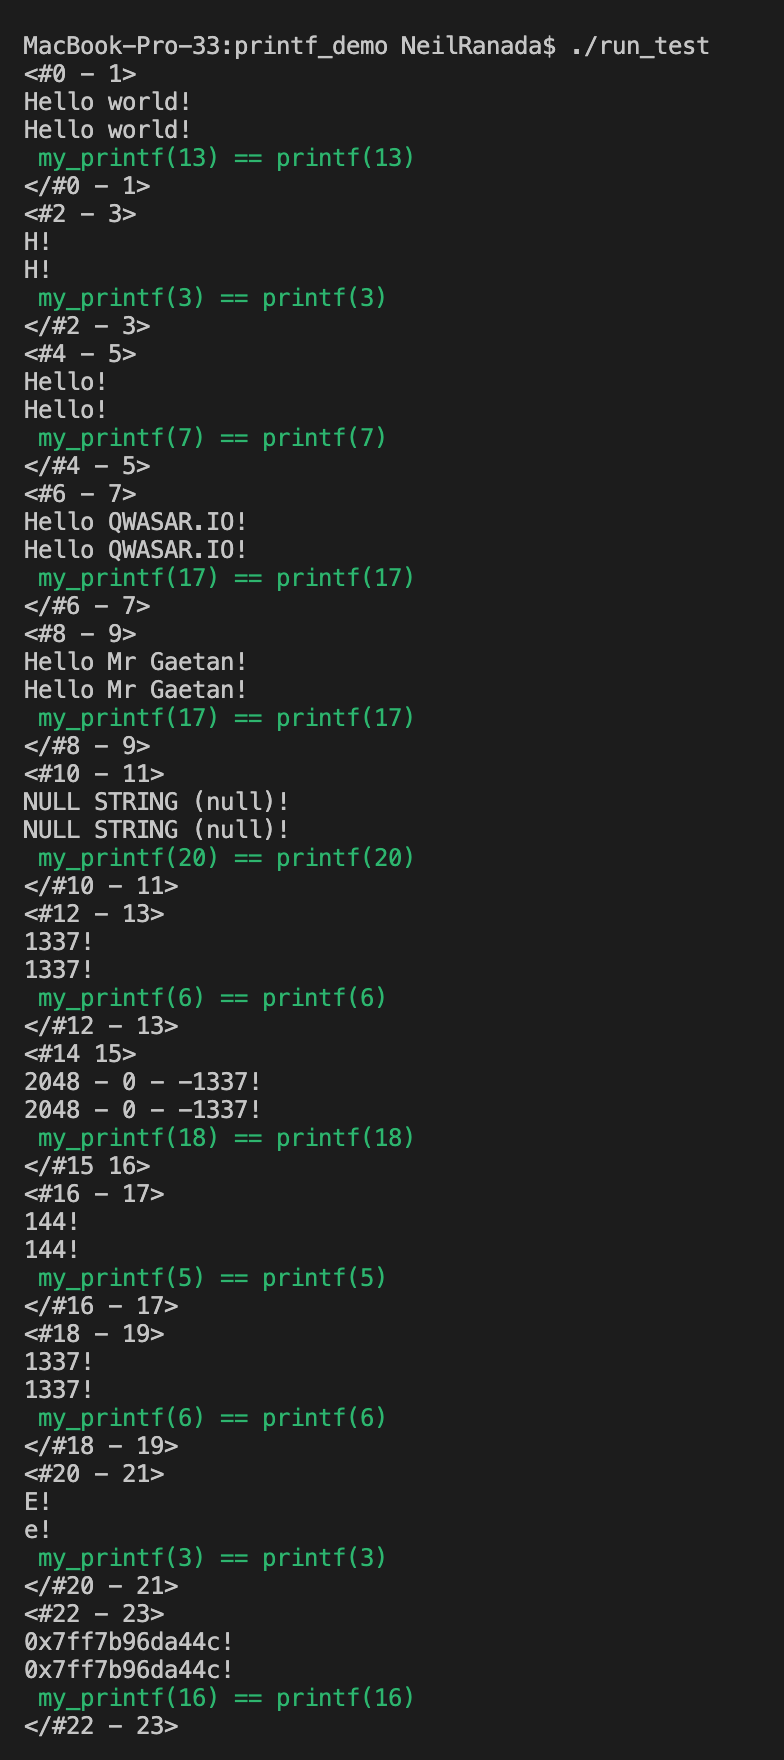 MacBook-Pro-33:printf_demo NeilRanada$ ./run_test
<#0 - 1>
Hello world!
Hello world!
my_printf(13) == printf(13)
</#0 - 1>
<#2 - 3>
H!
H!
my_printf(3) == printf(3)
</#2 - 3>
<#4 - 5>
Hello!
Hello!
my_printf(7) == printf(7)
</#4 - 5>
<#6 - 7>
Hello QWASAR.IO!
Hello QWASAR.IO!
my_printf(17) == printf(17)
</#6 - 7>
<#8 - 9>
Hello Mr Gaetan!
Hello Mr Gaetan!
my_printf(17) == printf(17)
</#8 - 9>
<#10 - 11>
NULL STRING (null)!
NULL STRING (null)!
my_printf(20) == printf(20)
</#10 - 11>
<#12 - 13>
1337!
1337!
my_printf(6) == printf(6)
</#12 - 13>
<#14 15>
2048 - 0 - -1337!
2048 - 0 - -1337!
my_printf(18) == printf(18)
</#15 16>
<#16 - 17>
144!
144!
my_printf(5) == printf(5)
</#16 - 17>
<#18 - 19>
1337!
1337!
my_printf(6) == printf(6)
</#18 - 19>
<#20 - 21>
E!
e!
my_printf(3) == printf(3)
</#20 - 21>
<#22 - 23>
0x7ff7b96da44c!
0x7ff7b96da44c!
my_printf(16) == printf(16)
</#22 - 23>